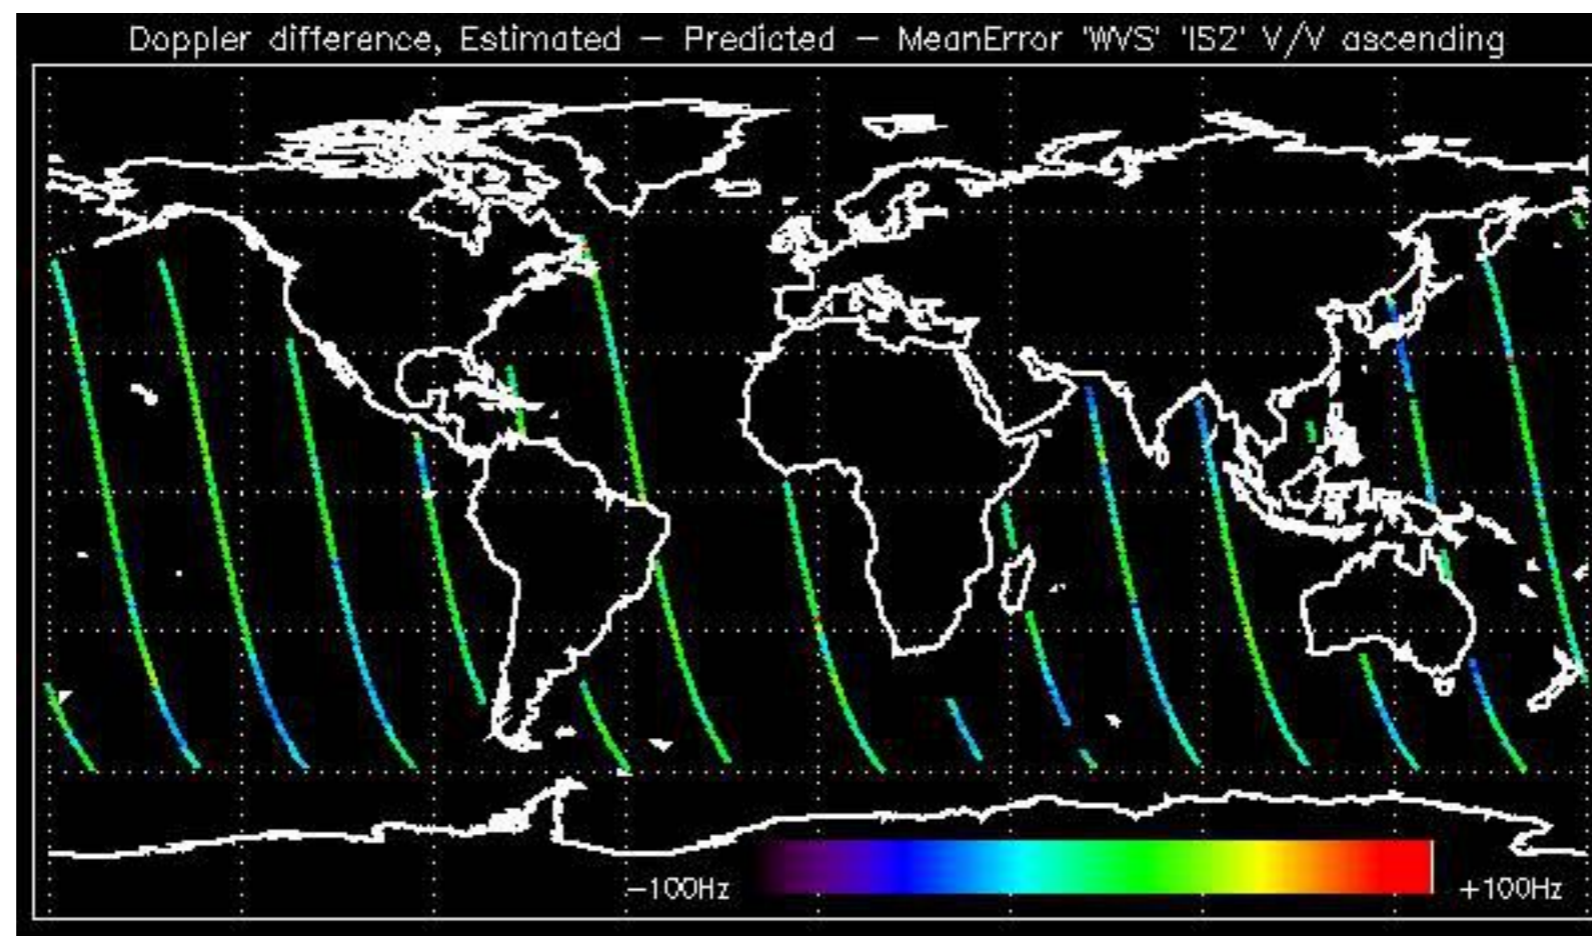 Doppler difference, Estimated — Predicted — MeanError 'WVS' 'IS2' V/V ascending
−100Hz
+100Hz